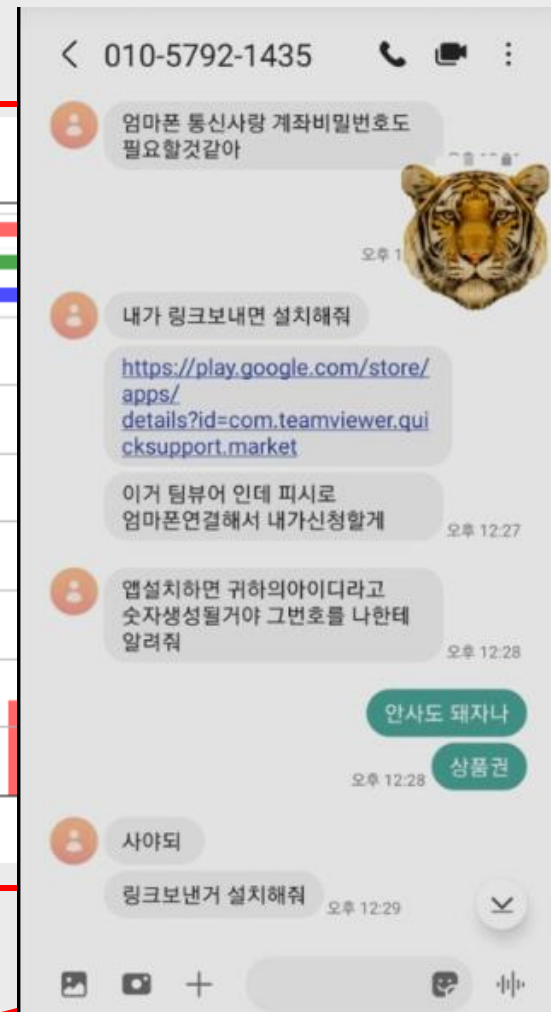 010-5792-1435
엄마폰 통신사랑 계좌비밀번호도
필요할것같아
오후 1
내가 링크보내면 설치해줘
https://play.google.com/store/
apps/
details?id=com.teamviewer.qui
cksupport.market
이거 팀뷰어 인데 피시로
엄마폰연결해서 내가신청할게
오후 12:27
앱설치하면 귀하의아이디라고
숫자생성될거야 그번호를 나한테
알려줘
오후 12:28
안사도 돼자나
상품권
오후 12:28
사야되
링크보낸거 설치해줘
오후 12:29